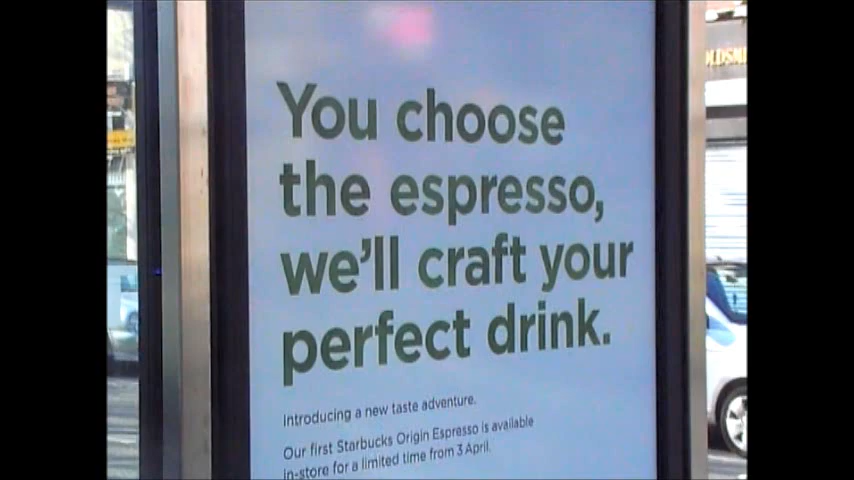 You choose
the espresso,
we'll craft your
perfect drink.
Introducing a new taste adventure.
Our first Starbucks Origin Espresso is available
in-store for a limited time from 3 April.